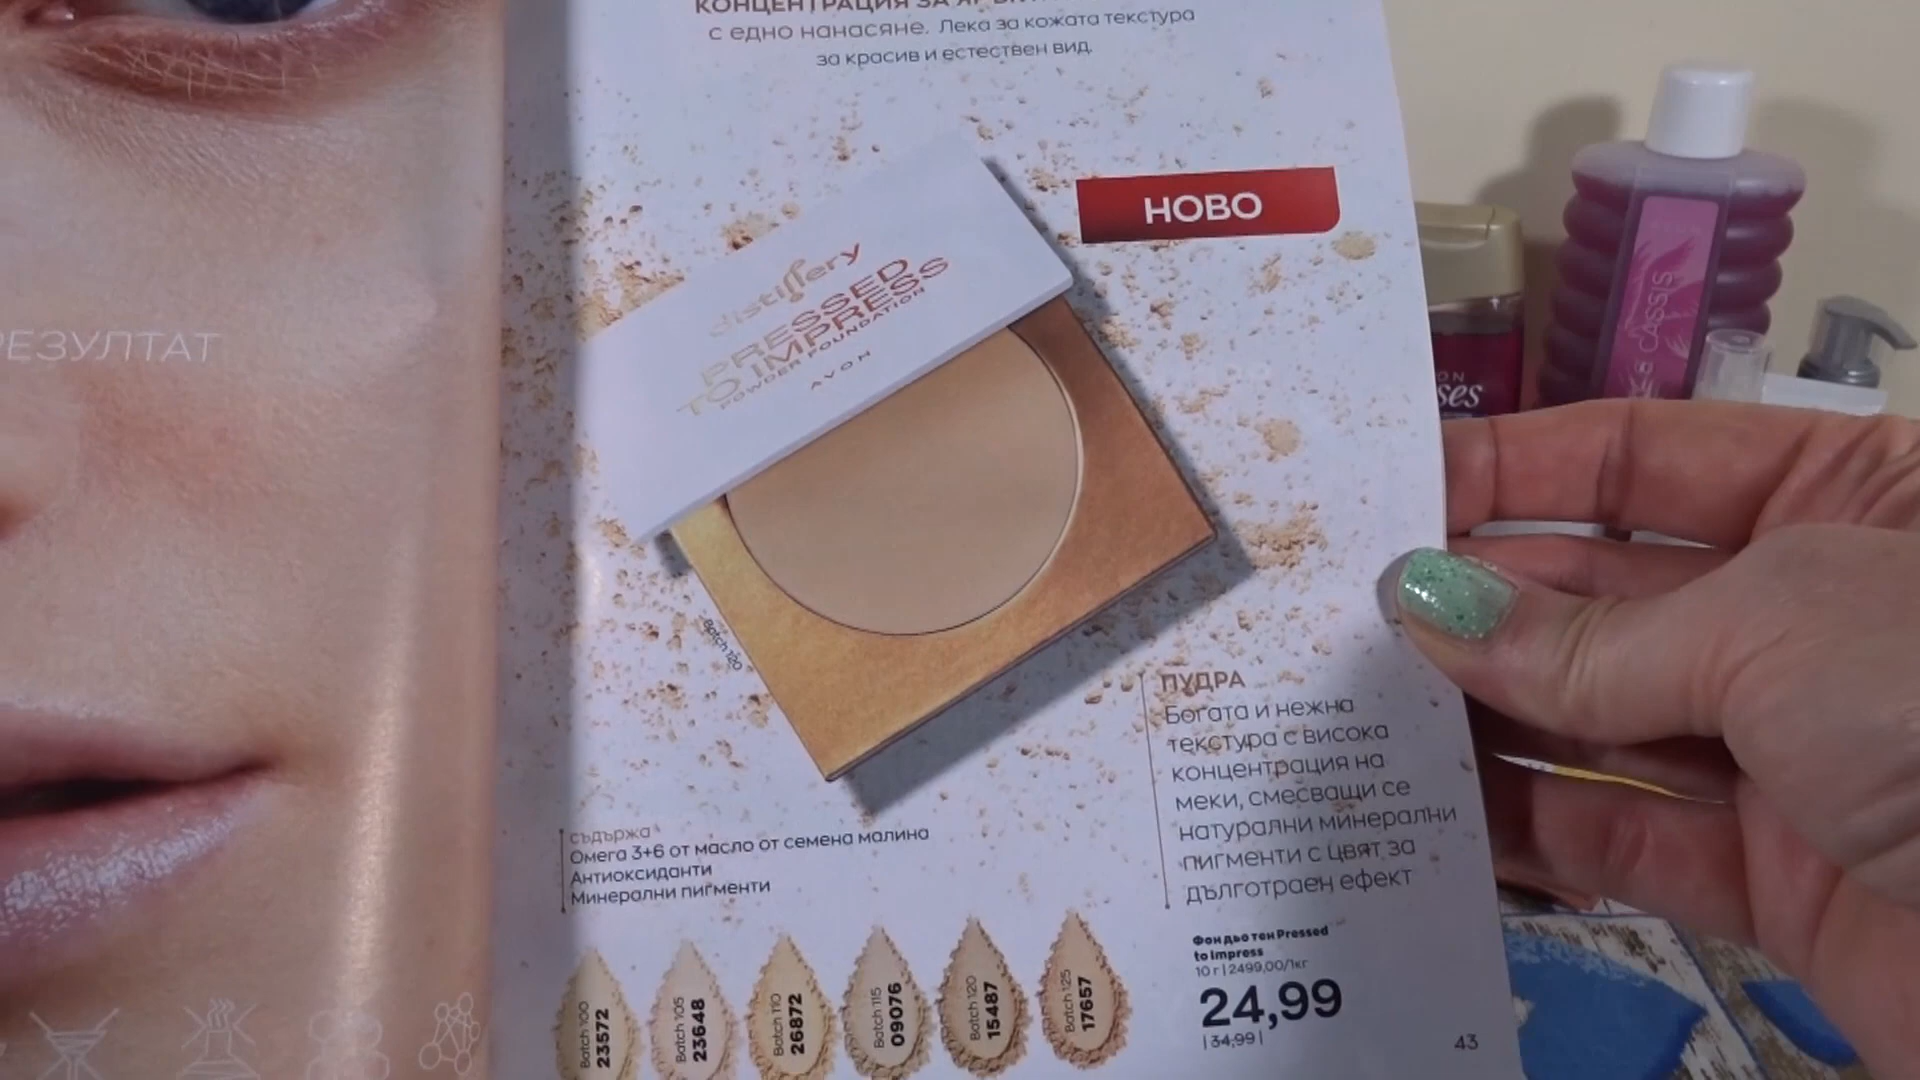 РЕЗУЛТАТ
КОНЦЕНТРАЦИЯ ЗА
с едно нанасяне. Лека за кожата текстура
за красив и естествен вид.
НОВО
distillery
PRESSED
TO IMPRESS
POWDER FOUNDATION
AVON
Batch 120
ПУДРА
Богата и нежна
текстура с висока
концентрация на
меки, смесващи се
натурални минерални
пигменти с цвят за
дълготраен ефект
съдържа
Омега 3+6 от масло от семена малина
Антиоксиданти
Минерални пигменти
Batch 100
23572
Batch 105
23648
Batch 110
26872
Batch 115
09076
Batch 120
15487
Batch 125
17657
Фон дьо тен Pressed
to Impress
10 г | 2499,00/1кг
24,99
| 34,99 |
43
& CASSIS